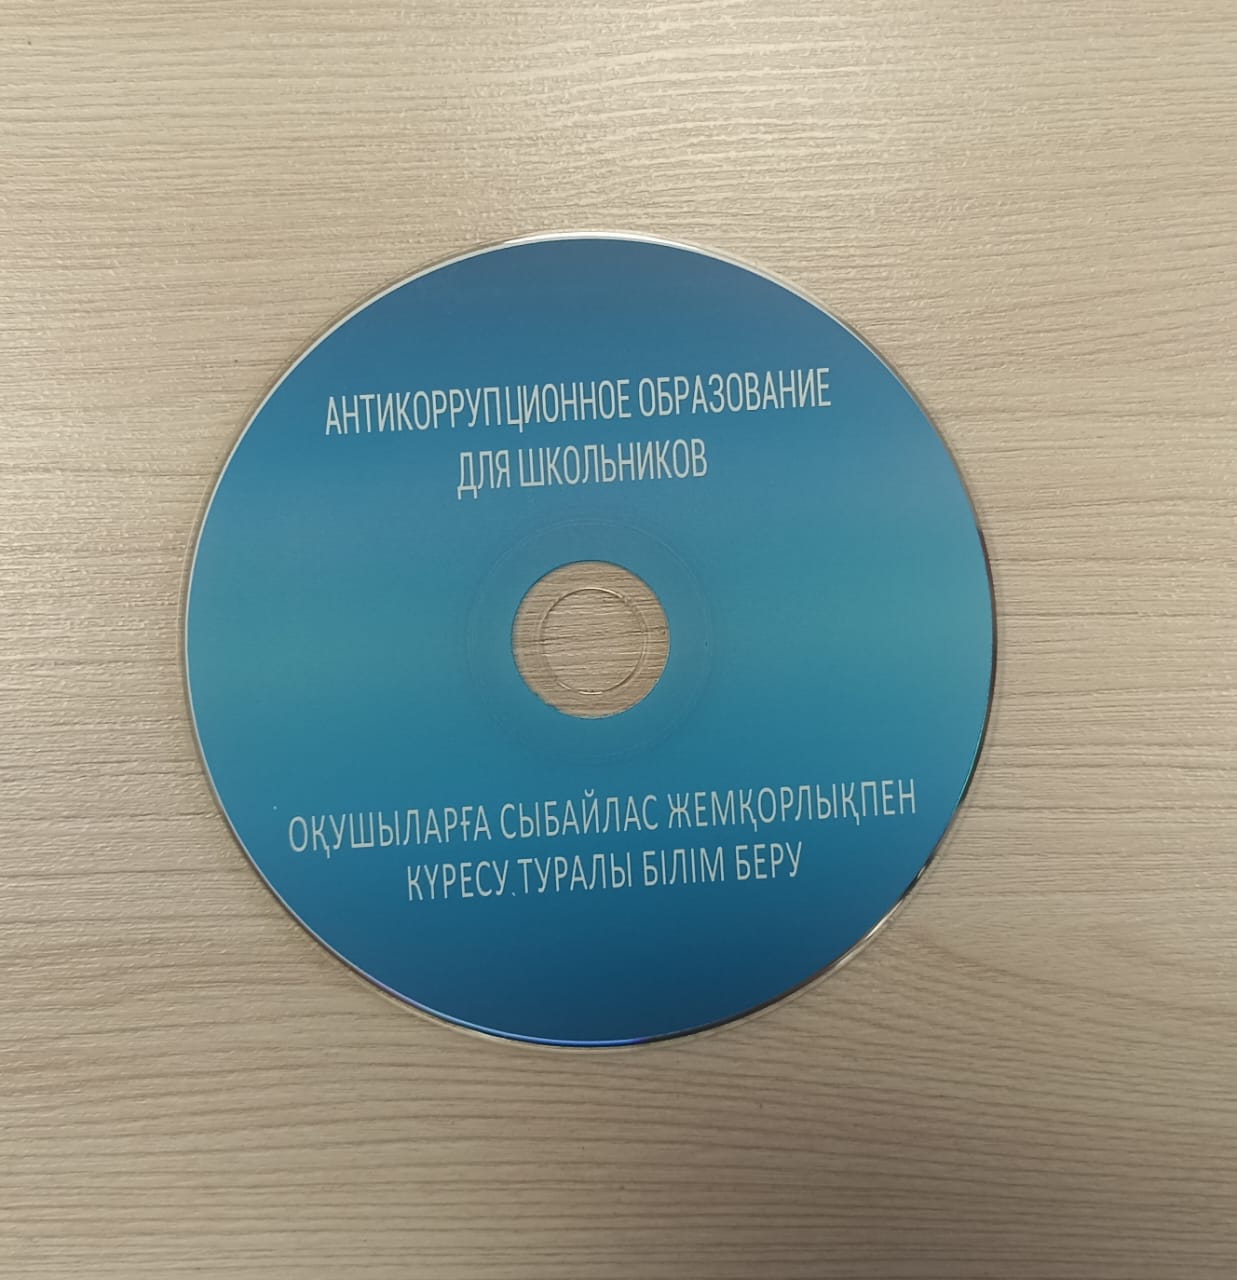 АНТИКОРРУПЦИОННОЕ ОБРАЗОВАНИЕ
ДЛЯ ШКОЛЬНИКОВ
ОҚУШЫЛАРҒА СЫБАЙЛАС ЖЕМҚОРЛЫҚПЕН
КҮРЕСУ ТУРАЛЫ БІЛІМ БЕРУ